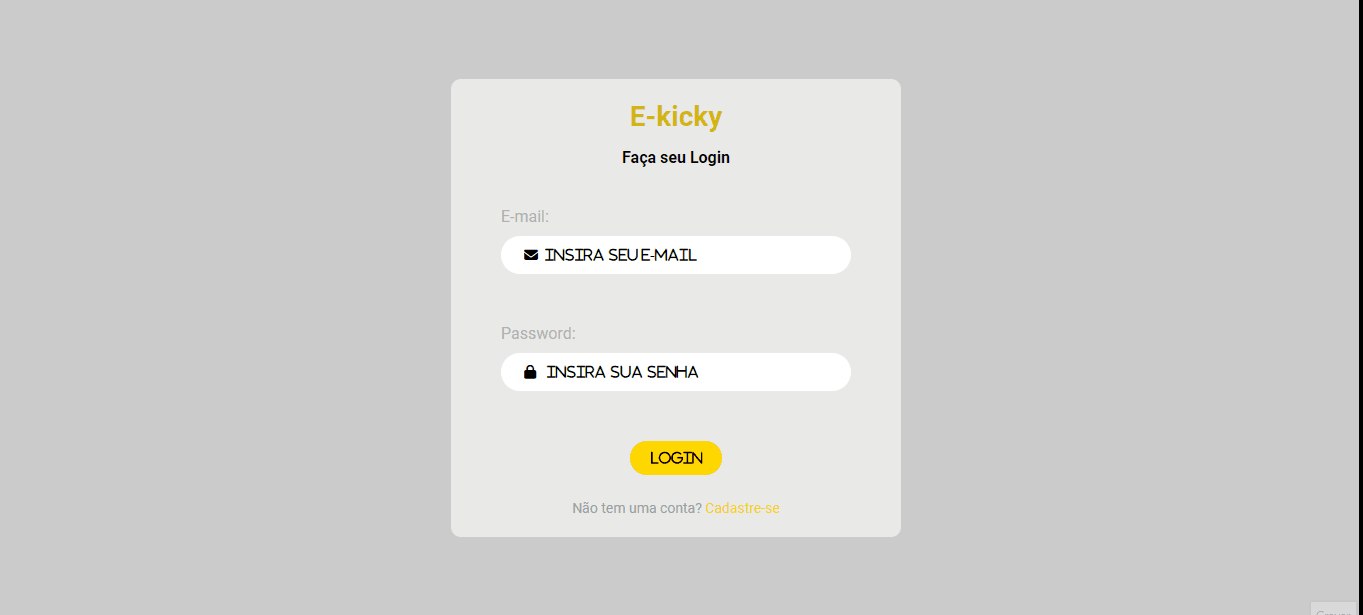 E-kicky
Faça seu Login
E-mail:
INSIRA SEU E-MAIL
Password:
INSIRA SUA SENHA
LOGIN
Não tem uma conta? Cadastre-se